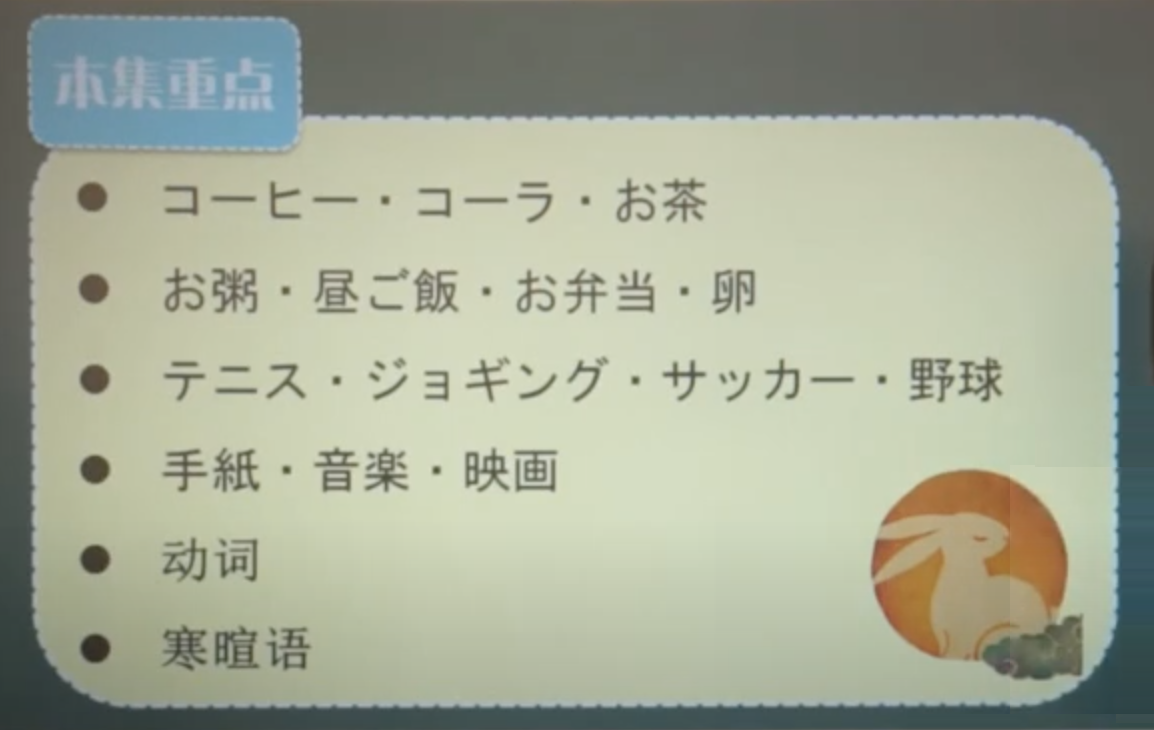 本集重点
● コーヒー・コーラ・お茶
● お粥・昼ご飯・お弁当・卵
● テニス・ジョギング・サッカー・野球
● 手紙・音楽・映画
● 动词
● 寒暄语